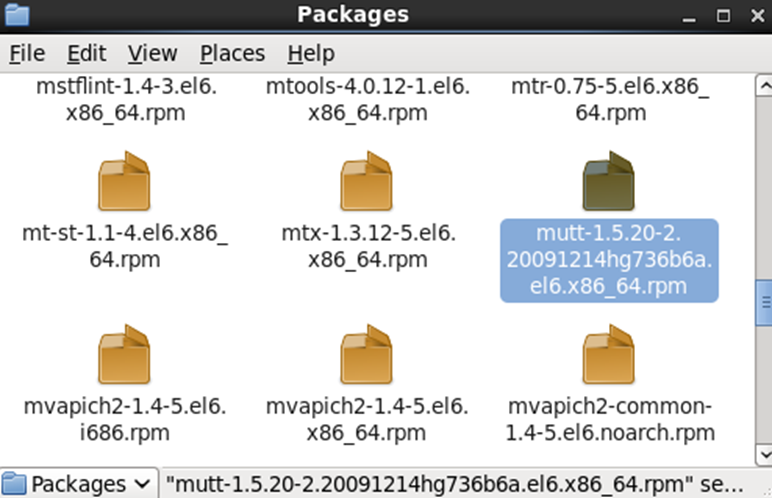 Packages
File Edit View Places Help
mstflint-1.4-3.el6. mtools-4.0.12-1.el6. mtr-0.75-5.el6.x86_
x86_64.rpm x86_64.rpm 64.rpm
mt-st-1.1-4.el6.x86_ mtx-1.3.12-5.el6. mutt-1.5.20-2.
64.rpm x86_64.rpm 20091214hg736b6a.
el6.x86_64.rpm
mvapich2-1.4-5.el6. mvapich2-1.4-5.el6. mvapich2-common-
i686.rpm x86_64.rpm 1.4-5.el6.noarch.rpm
Packages "mutt-1.5.20-2.20091214hg736b6a.el6.x86_64.rpm" se...